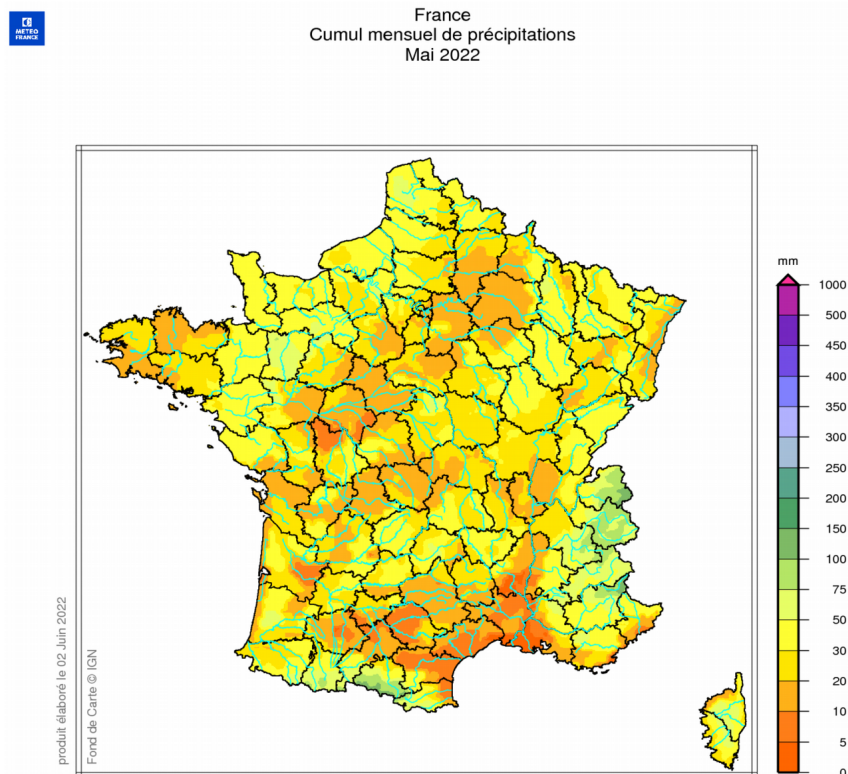 METEO
FRANCE
France
Cumul mensuel de précipitations
Mai 2022
mm
1000
500
450
400
350
300
250
200
150
100
75
50
30
20
10
5
0
produit élaboré le 02 Juin 2022
Fond de Carte © IGN